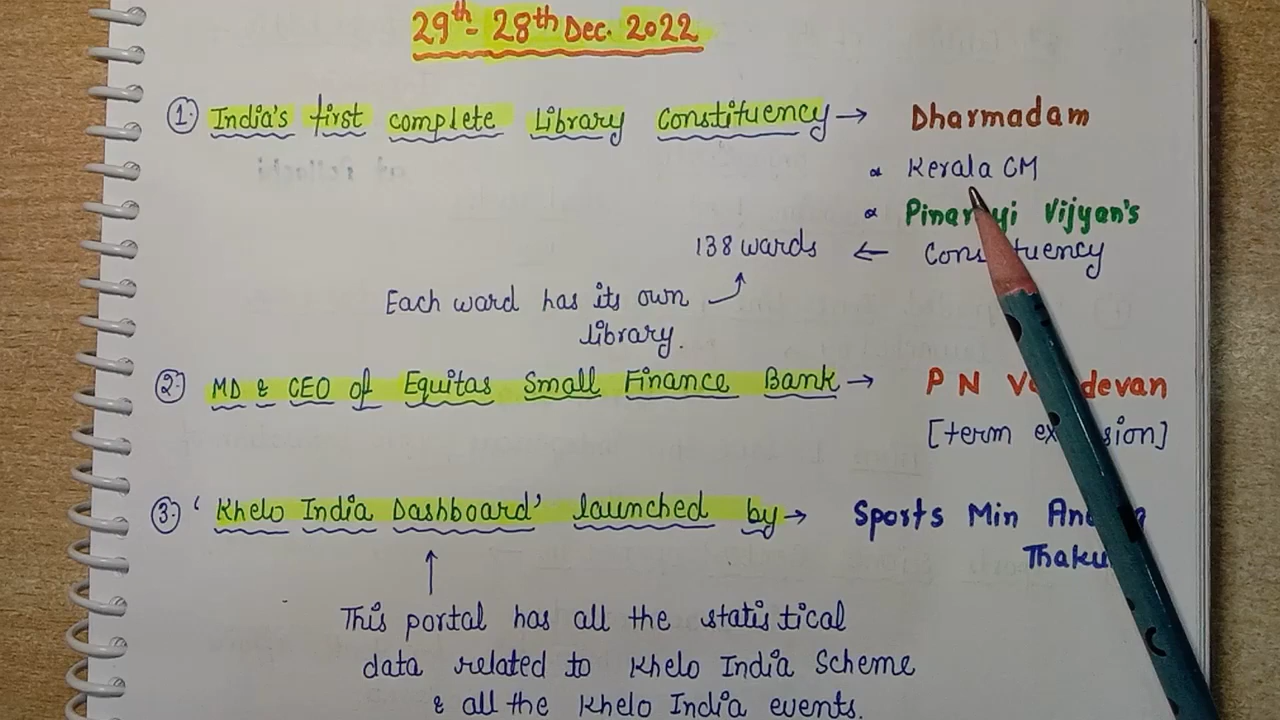 29th - 28th Dec. 2022
1. India's first complete Library Constituency → Dharmadam
Kerala CM
Vijyan's
138 wards ←
Each ward has its own
library.
2. MD & CEO of Equitas Small Finance Bank → P N
[term
3. 'Khelo India Dashboard' launched by → Sports Min
This portal has all the statistical
data related to Khelo India Scheme
& all the Khelo India events.